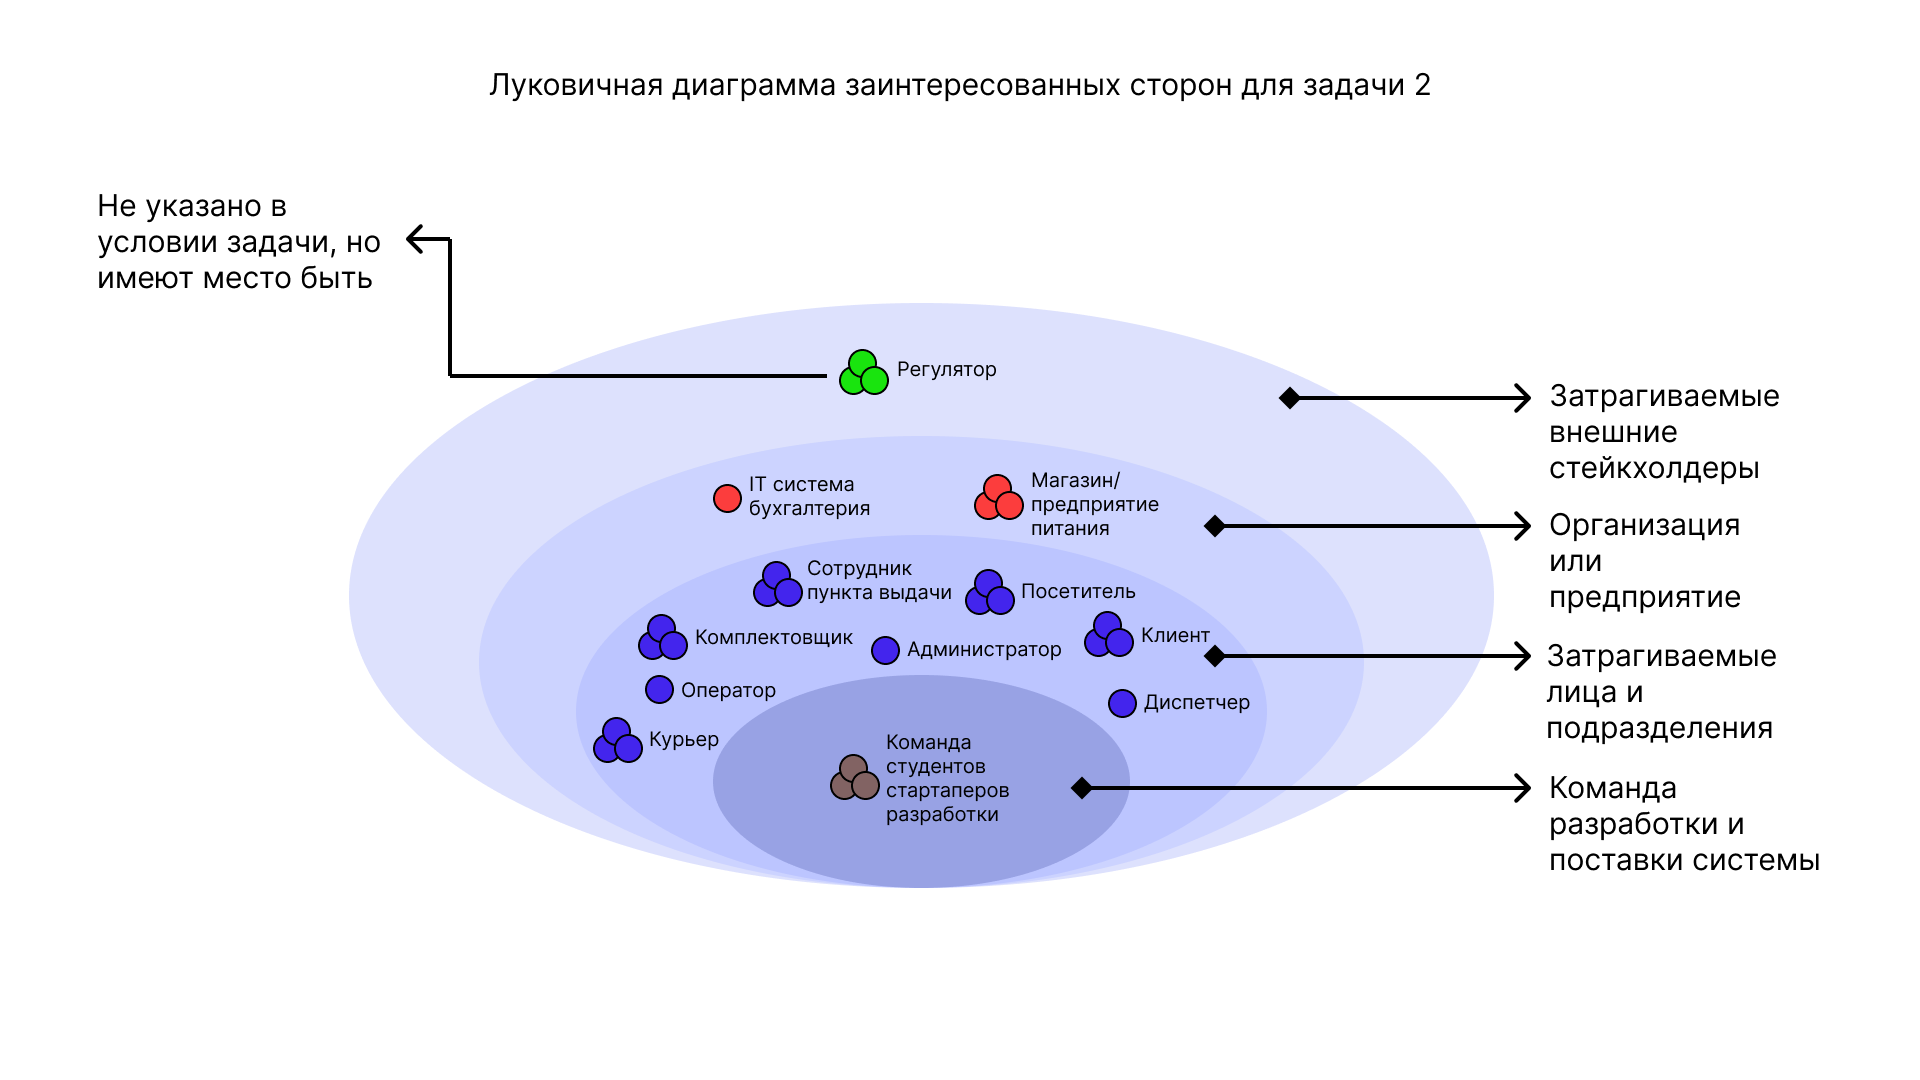 Луковичная диаграмма заинтересованных сторон для задачи 2
Не указано в
условии задачи, но
имеют место быть
Регулятор
Затрагиваемые
внешние
стейкхолдеры
IT система
бухгалтерия
Магазин/
предприятие
питания
Организация
или
предприятие
Сотрудник
пункта выдачи
Посетитель
Комплектовщик
Администратор
Клиент
Оператор
Диспетчер
Курьер
Затрагиваемые
лица и
подразделения
Команда
студентов
стартаперов
разработки
Команда
разработки и
поставки системы